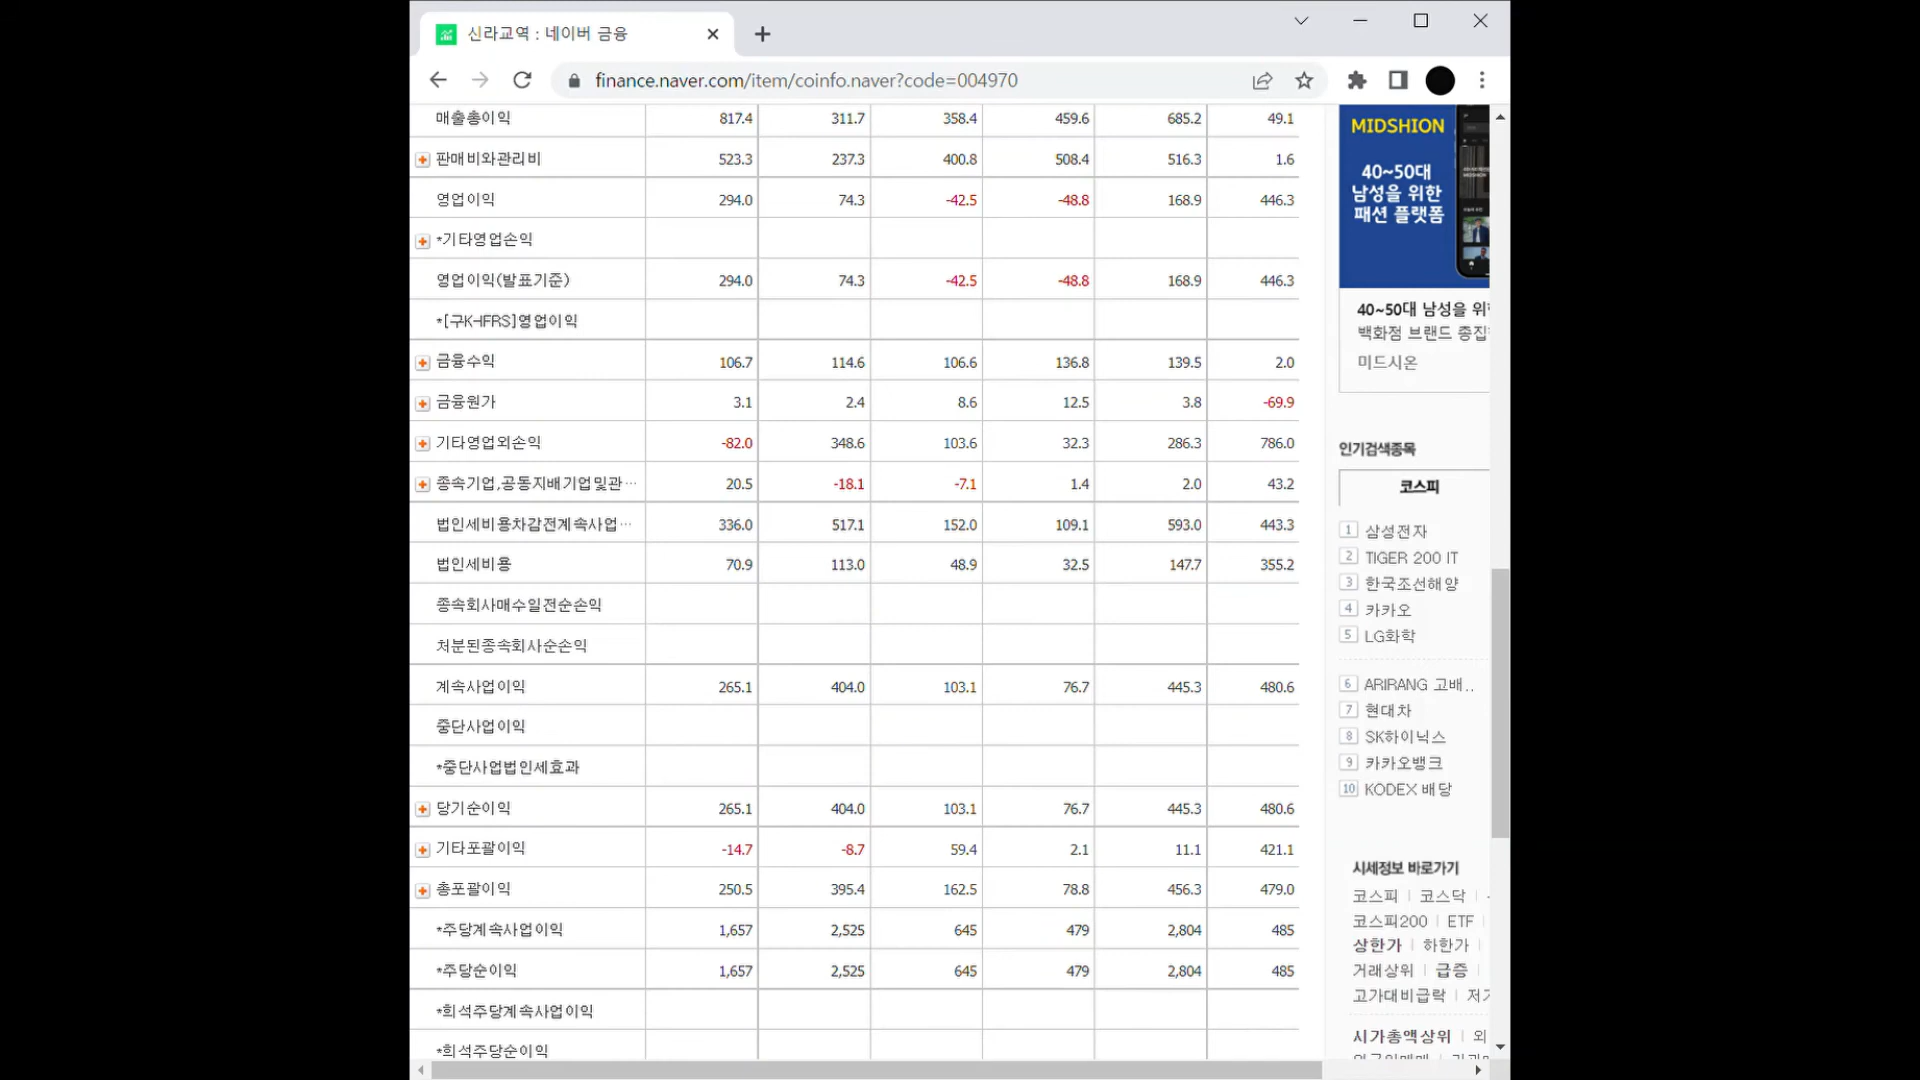 신라교역 : 네이버 금융
finance.naver.com/item/coinfo.naver?code=004970
매출총이익 817.4 311.7 358.4 459.6 685.2 49.1
판매비와관리비 523.3 237.3 400.8 508.4 516.3 1.6
영업이익 294.0 74.3 -42.5 -48.8 168.9 446.3
*기타영업손익
영업이익(발표기준) 294.0 74.3 -42.5 -48.8 168.9 446.3
*[구K-IFRS]영업이익
금융수익 106.7 114.6 106.6 136.8 139.5 2.0
금융원가 3.1 2.4 8.6 12.5 3.8 -69.9
기타영업외손익 -82.0 348.6 103.6 32.3 286.3 786.0
종속기업,공동지배기업및관… 20.5 -18.1 -7.1 1.4 2.0 43.2
법인세비용차감전계속사업… 336.0 517.1 152.0 109.1 593.0 443.3
법인세비용 70.9 113.0 48.9 32.5 147.7 355.2
종속회사매수일전순손익
처분된종속회사순손익
계속사업이익 265.1 404.0 103.1 76.7 445.3 480.6
중단사업이익
*중단사업법인세효과
당기순이익 265.1 404.0 103.1 76.7 445.3 480.6
기타포괄이익 -14.7 -8.7 59.4 2.1 11.1 421.1
총포괄이익 250.5 395.4 162.5 78.8 456.3 479.0
*주당계속사업이익 1,657 2,525 645 479 2,804 485
*주당순이익 1,657 2,525 645 479 2,804 485
*희석주당계속사업이익
*희석주당순이익
MIDSHION
40~50대
남성을 위한
패션 플랫폼
40~50대 남성을 위
백화점 브랜드 종집
미드시온
인기검색종목
코스피
1 삼성전자
2 TIGER 200 IT
3 한국조선해양
4 카카오
5 LG화학
6 ARIRANG 고배..
7 현대차
8 SK하이닉스
9 카카오뱅크
10 KODEX 배당
시세정보 바로가기
코스피 | 코스닥 |
코스피200 | ETF
상한가 | 하한가
거래상위 | 급증
고가대비급락 | 저
시가총액상위 | 외